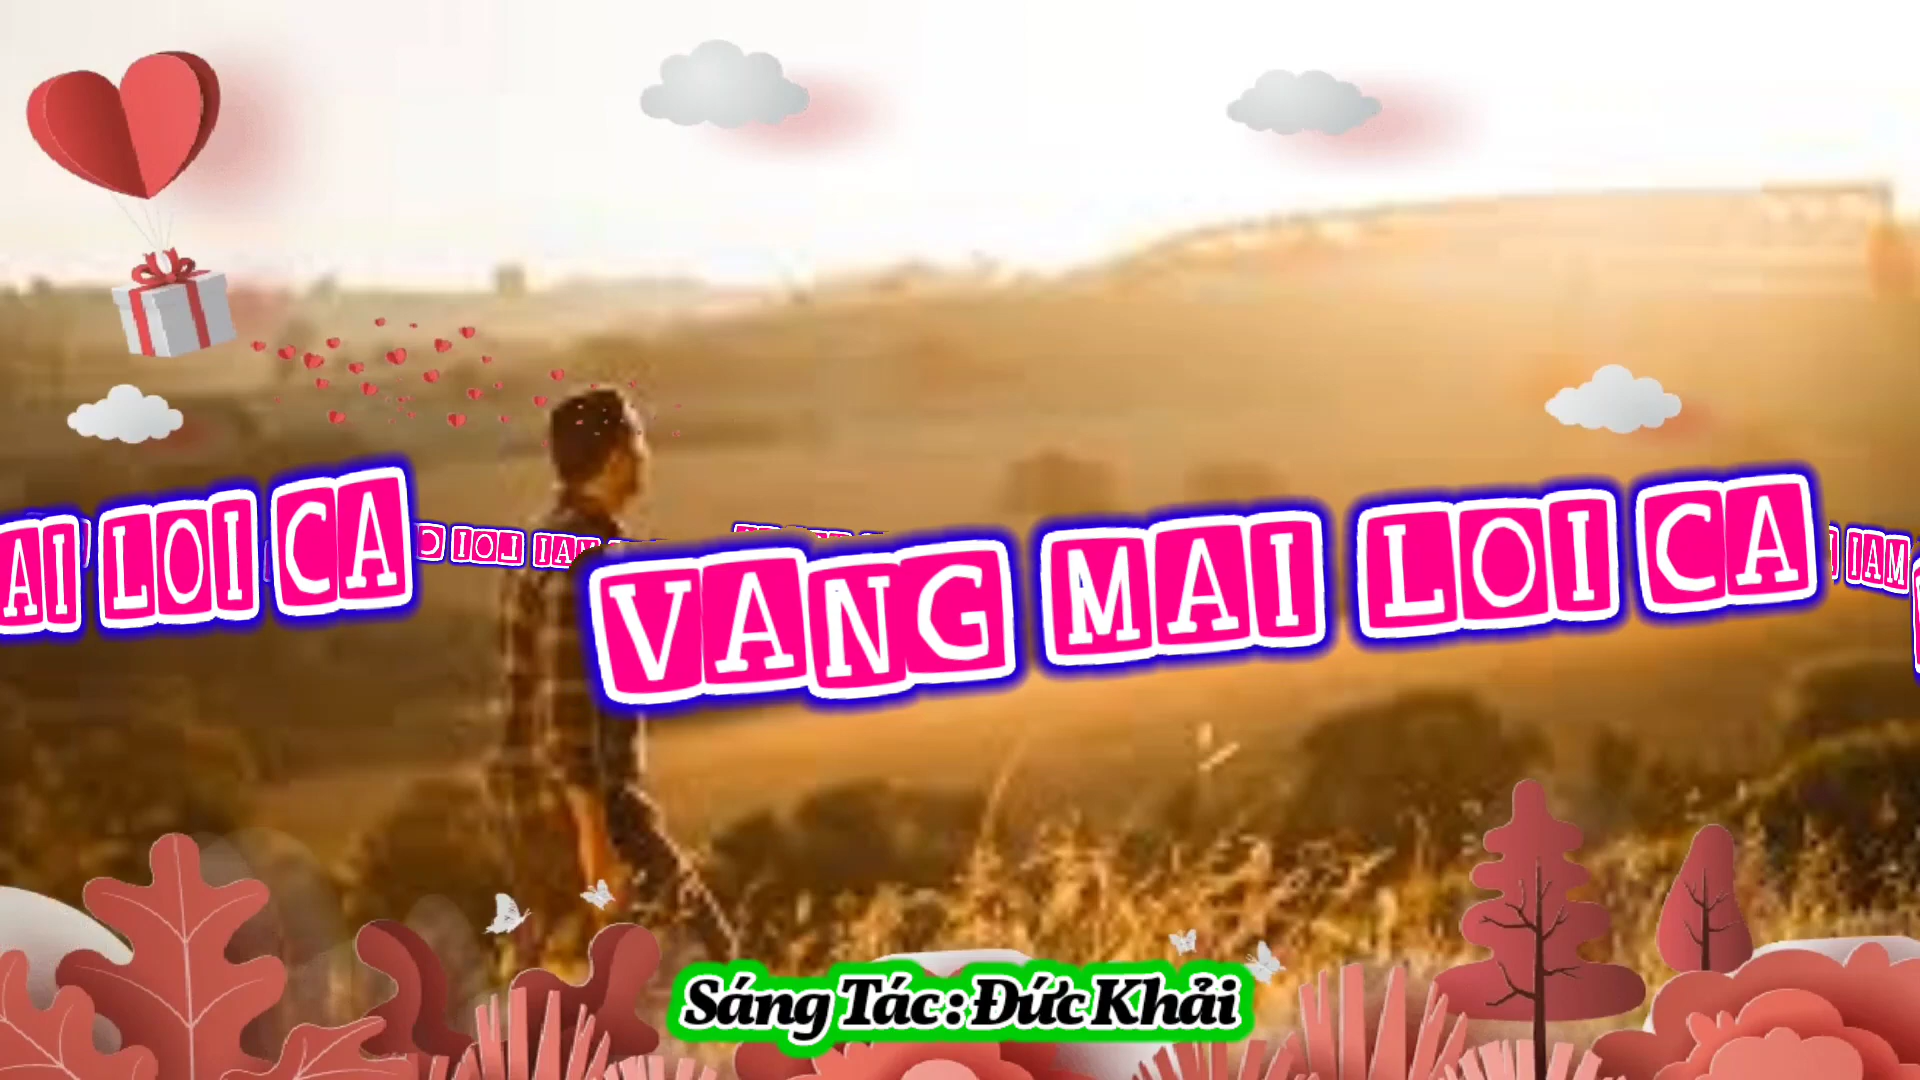 AI LOI CA
VANG MAI LOI CA
Sáng Tác : Đức Khải